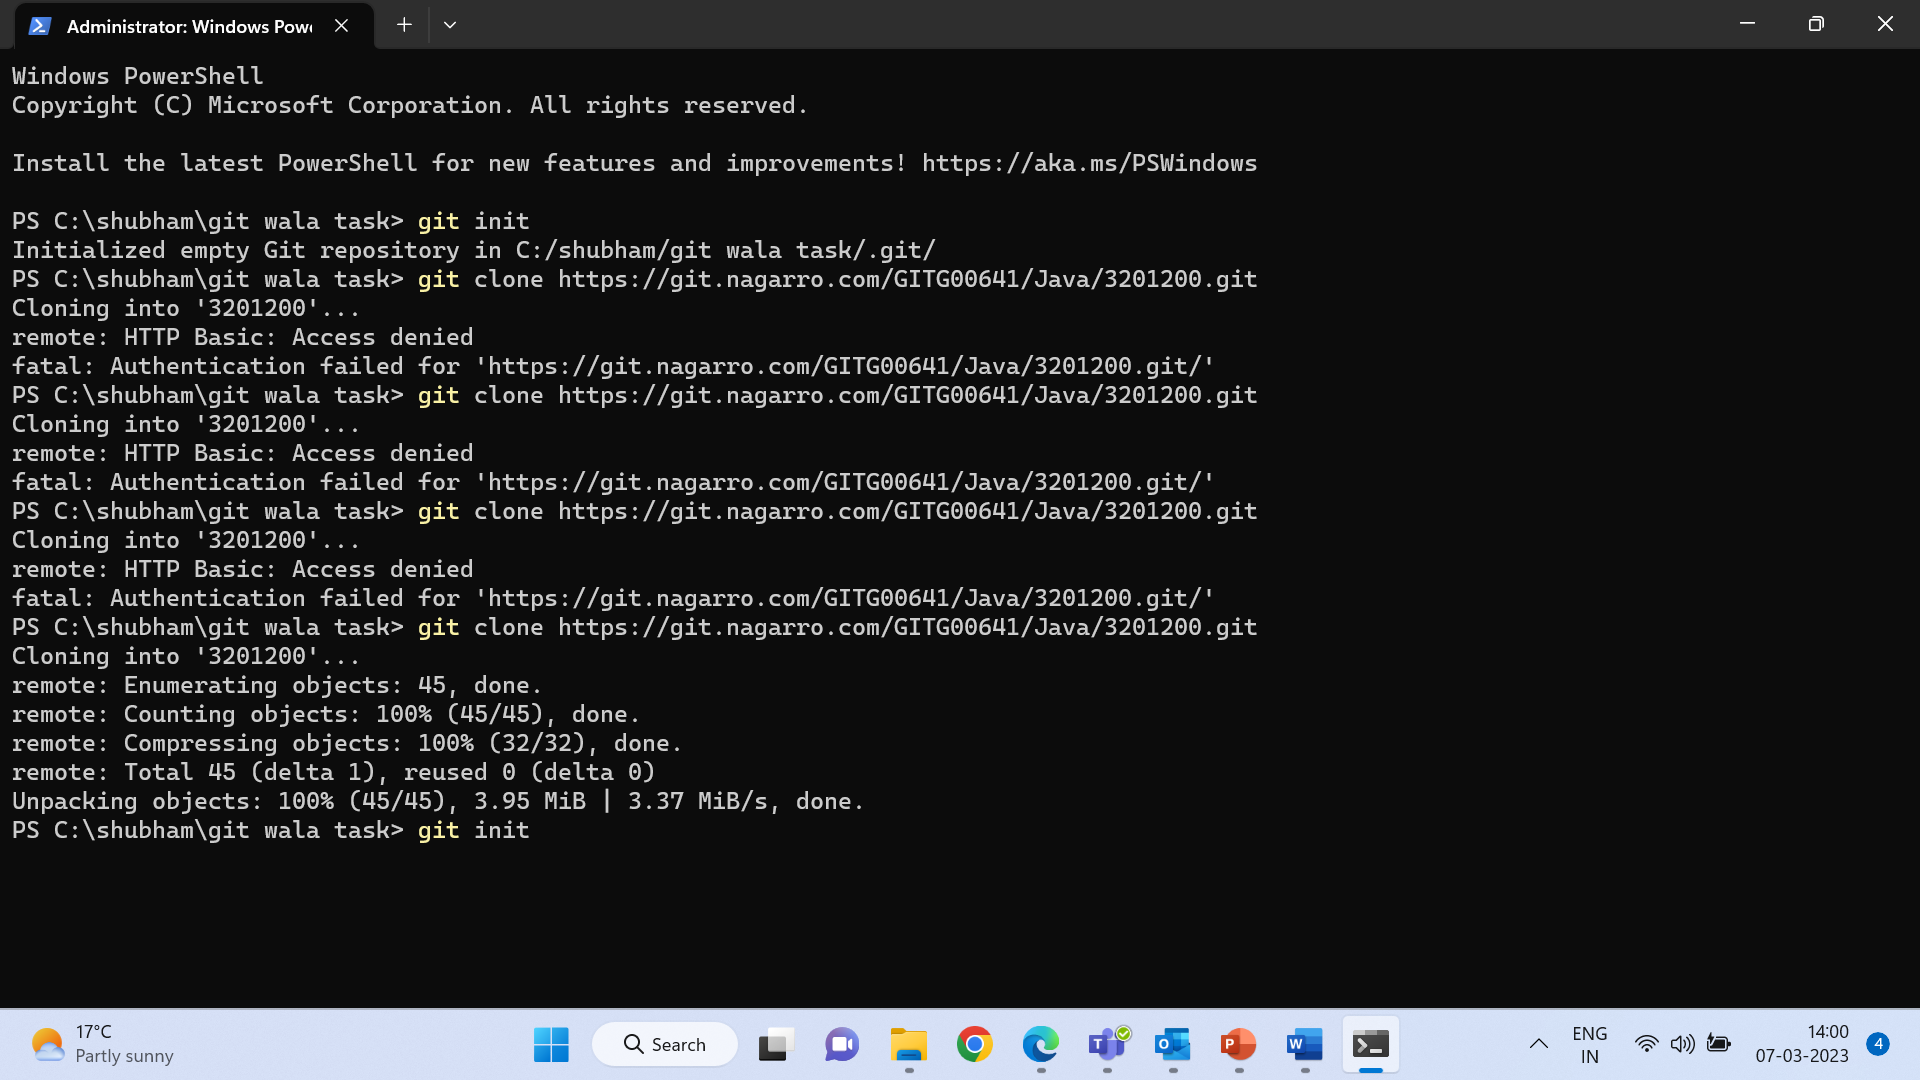 Administrator: Windows Powe
Windows PowerShell
Copyright (C) Microsoft Corporation. All rights reserved.
Install the latest PowerShell for new features and improvements! https://aka.ms/PSWindows
PS C:\shubham\git wala task> git init
Initialized empty Git repository in C:/shubham/git wala task/.git/
PS C:\shubham\git wala task> git clone https://git.nagarro.com/GITG00641/Java/3201200.git
Cloning into '3201200'...
remote: HTTP Basic: Access denied
fatal: Authentication failed for 'https://git.nagarro.com/GITG00641/Java/3201200.git/'
PS C:\shubham\git wala task> git clone https://git.nagarro.com/GITG00641/Java/3201200.git
Cloning into '3201200'...
remote: HTTP Basic: Access denied
fatal: Authentication failed for 'https://git.nagarro.com/GITG00641/Java/3201200.git/'
PS C:\shubham\git wala task> git clone https://git.nagarro.com/GITG00641/Java/3201200.git
Cloning into '3201200'...
remote: HTTP Basic: Access denied
fatal: Authentication failed for 'https://git.nagarro.com/GITG00641/Java/3201200.git/'
PS C:\shubham\git wala task> git clone https://git.nagarro.com/GITG00641/Java/3201200.git
Cloning into '3201200'...
remote: Enumerating objects: 45, done.
remote: Counting objects: 100% (45/45), done.
remote: Compressing objects: 100% (32/32), done.
remote: Total 45 (delta 1), reused 0 (delta 0)
Unpacking objects: 100% (45/45), 3.95 MiB | 3.37 MiB/s, done.
PS C:\shubham\git wala task> git init
17°C
Partly sunny
Search
T
O
P
W
ENG
IN
14:00
07-03-2023
4